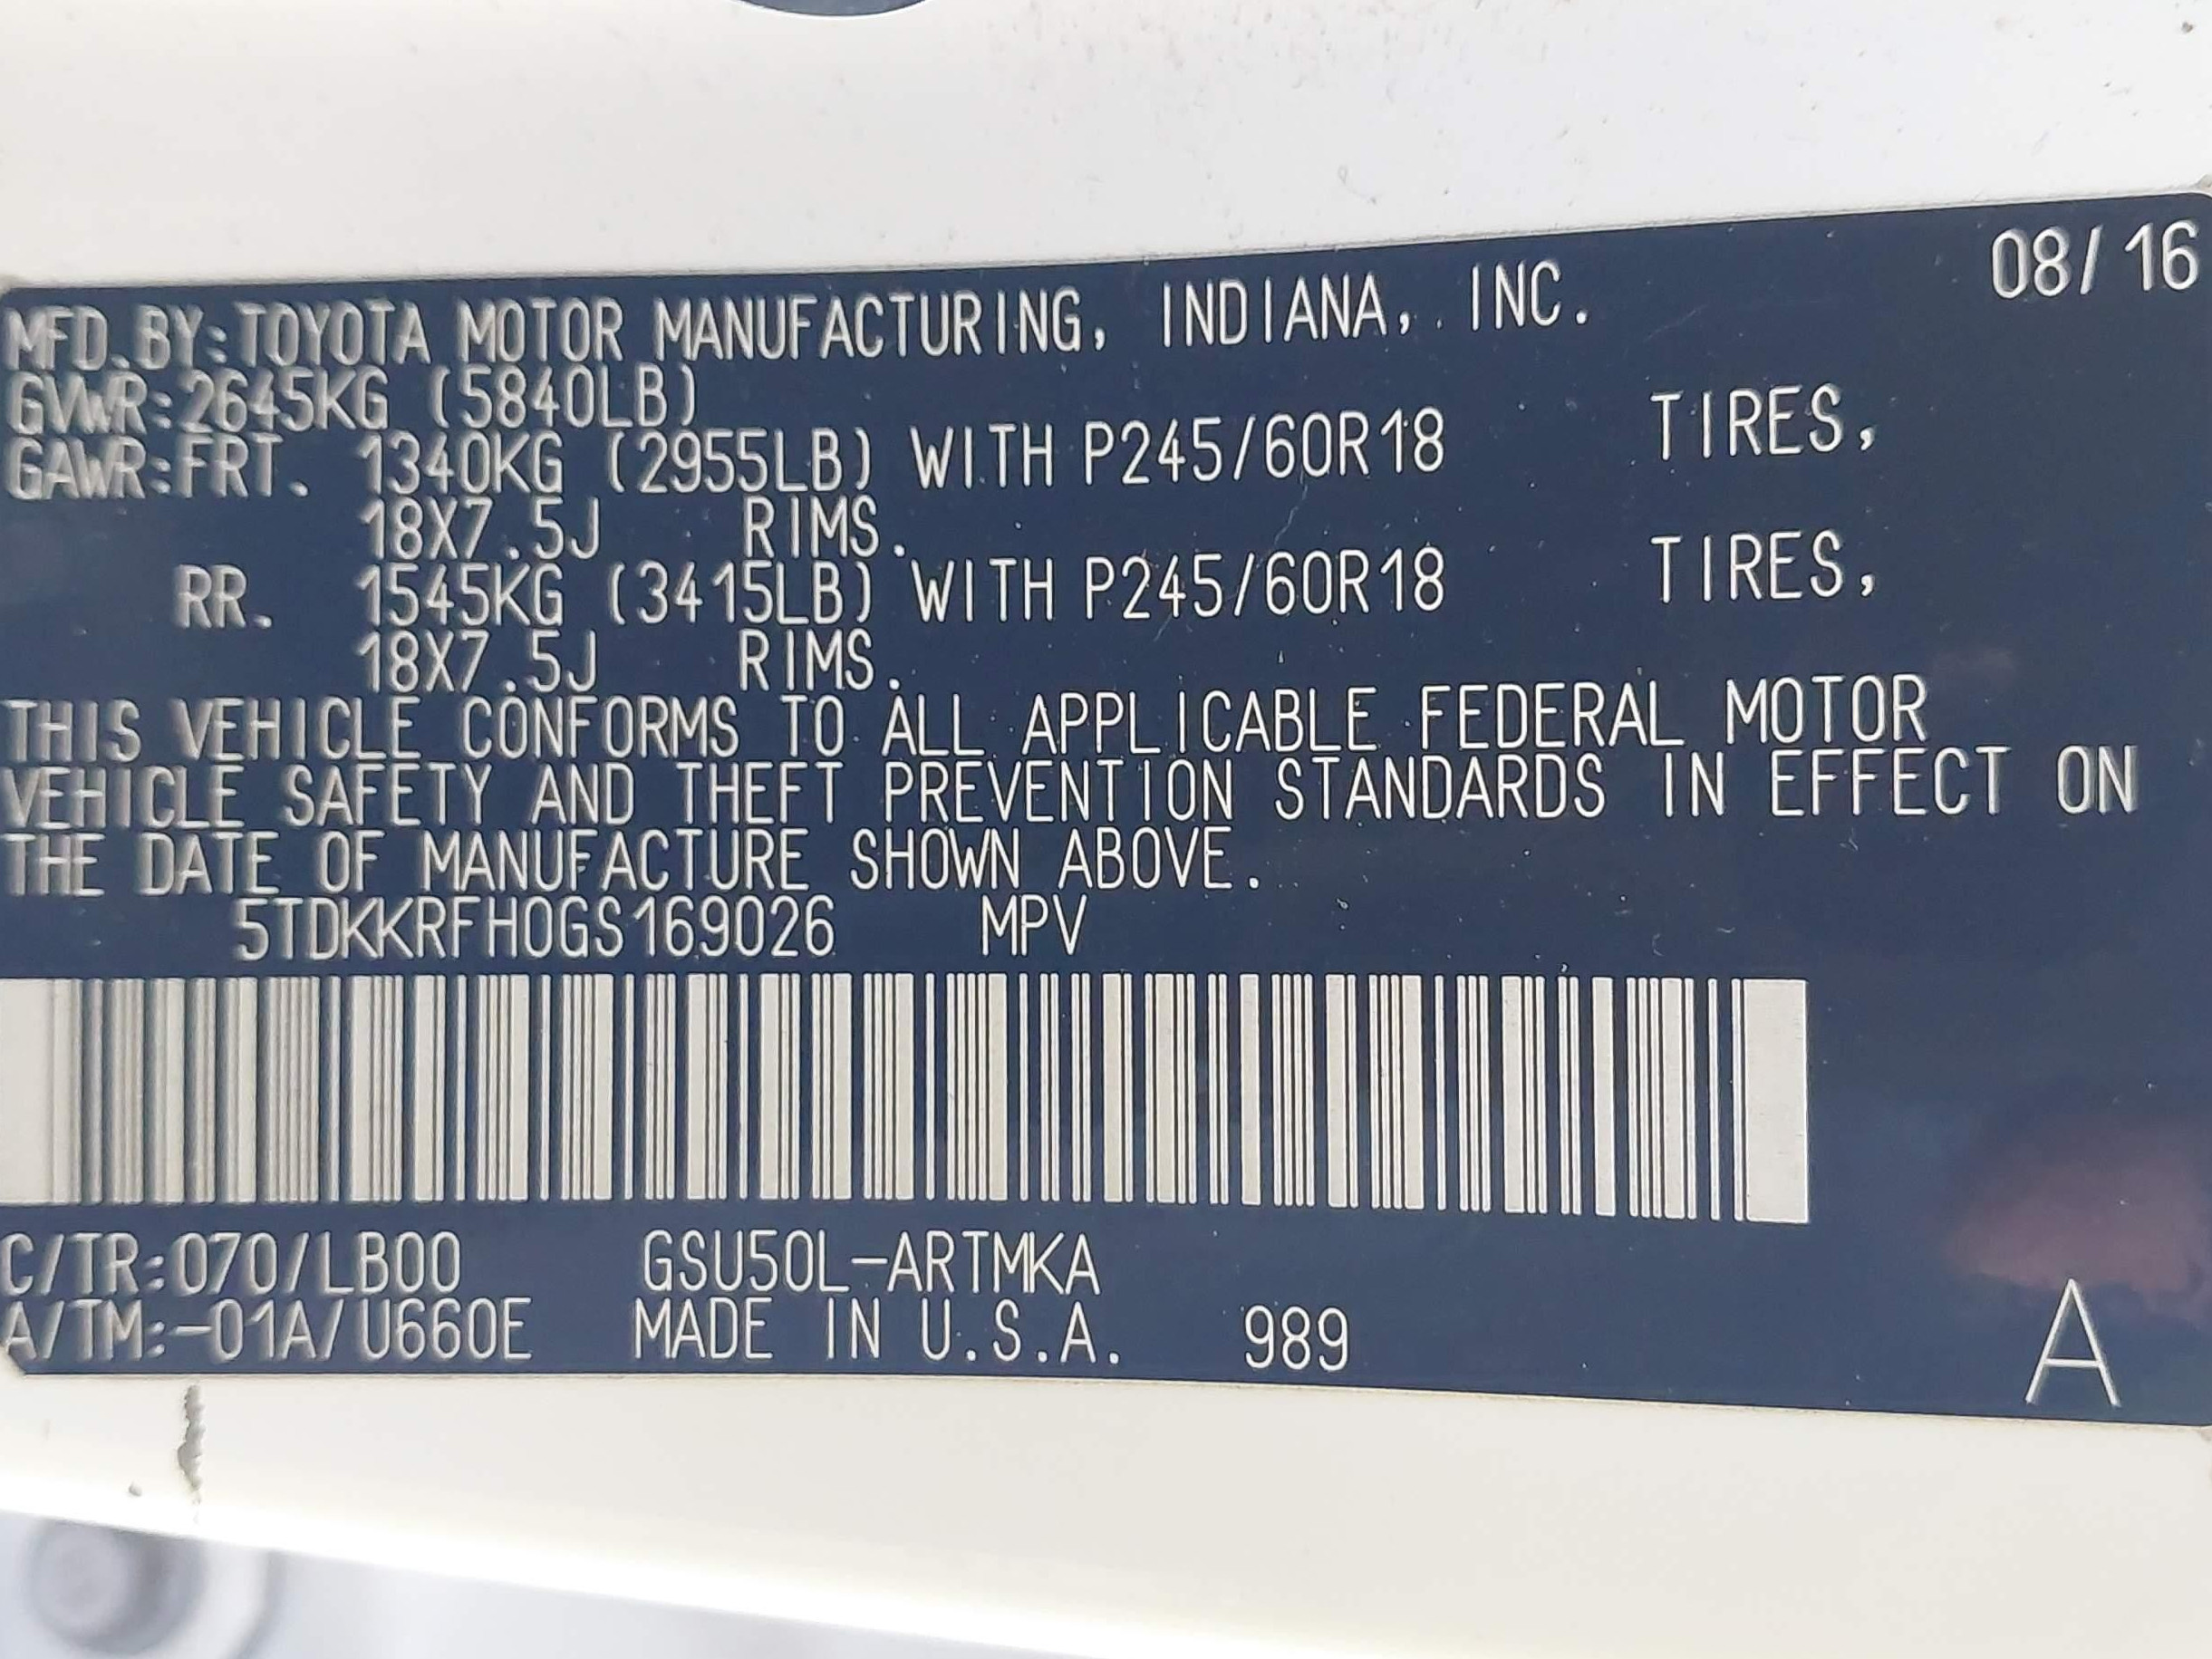 08/16
MFD.BY:TOYOTA MOTOR MANUFACTURING, INDIANA, INC.
GVWR:2645KG (5840LB)
GAWR:FRT. 1340KG (2955LB) WITH P245/60R18 TIRES,
18X7.5J RIMS.
RR. 1545KG (3415LB) WITH P245/60R18 TIRES,
18X7.5J RIMS.
THIS VEHICLE CONFORMS TO ALL APPLICABLE FEDERAL MOTOR
VEHICLE SAFETY AND THEFT PREVENTION STANDARDS IN EFFECT ON
THE DATE OF MANUFACTURE SHOWN ABOVE.
5TDKKRFH0GS169026 MPV
C/TR:070/LB00 GSU50L-ARTMKA
A/TM:-01A/U660E MADE IN U.S.A. 989
A